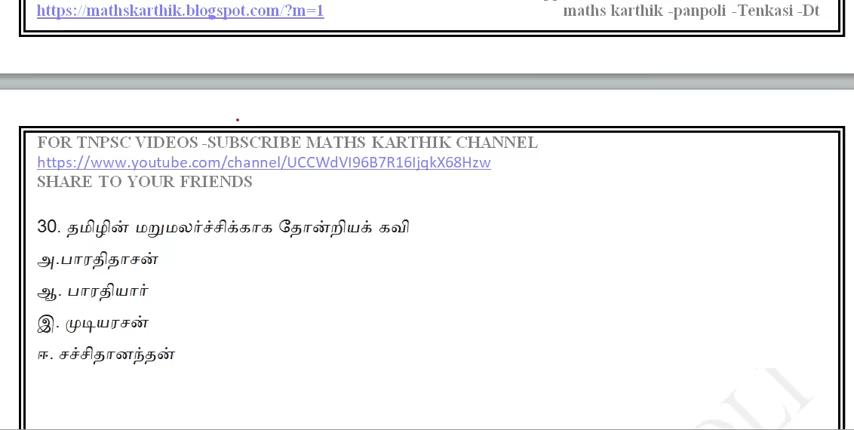 https://mathskarthik.blogspot.com/?m=1
maths karthik -panpoli -Tenkasi -Dt
FOR TNPSC VIDEOS -SUBSCRIBE MATHS KARTHIK CHANNEL
https://www.youtube.com/channel/UCCWdVI96B7R16IjqkX68Hzw
SHARE TO YOUR FRIENDS
30. தமிழின் மறுமலர்ச்சிக்காக தோன்றியக் கவி
அ.பாரதிதாசன்
ஆ. பாரதியார்
இ. முடியரசன்
ஈ. சச்சிதானந்தன்